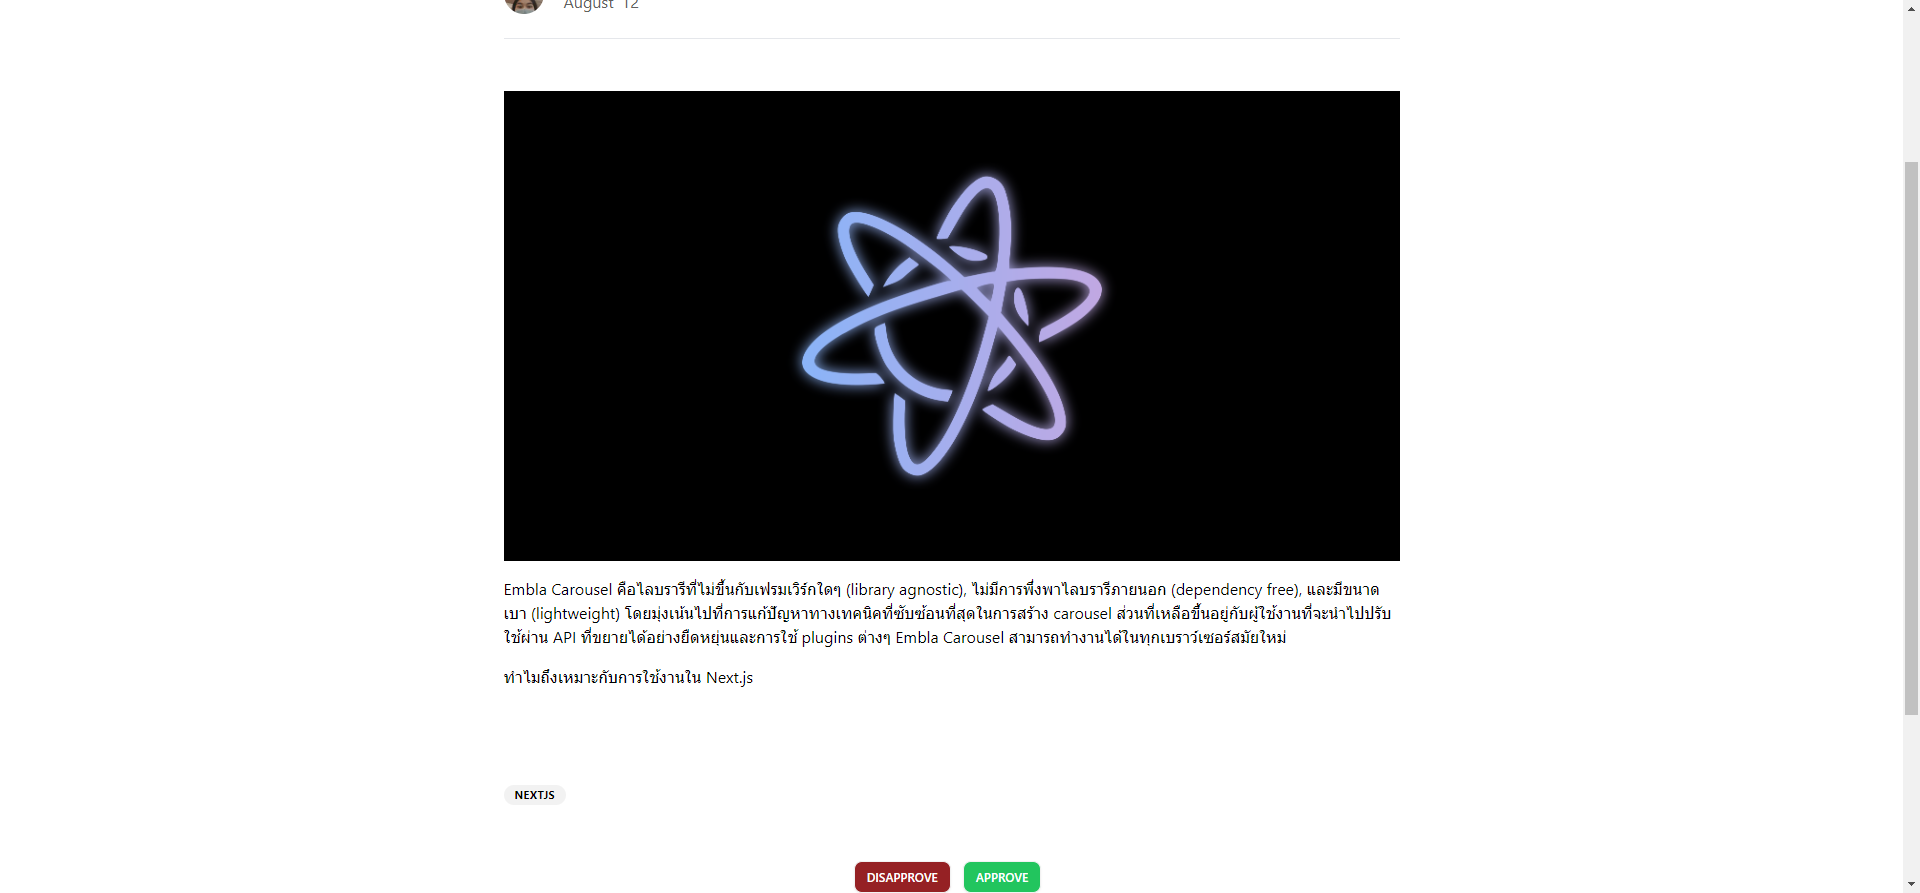 August 12
Embla Carousel คือไลบรารีที่ไม่ขึ้นกับเฟรมเวิร์กใดๆ (library agnostic), ไม่มีการพึ่งพาไลบรารีภายนอก (dependency free), และมีขนาด
เบา (lightweight) โดยมุ่งเน้นไปที่การแก้ปัญหาทางเทคนิคที่ซับซ้อนที่สุดในการสร้าง carousel ส่วนที่เหลือขึ้นอยู่กับผู้ใช้งานที่จะนำไปปรับ
ใช้ผ่าน API ที่ขยายได้อย่างยืดหยุ่นและการใช้ plugins ต่างๆ Embla Carousel สามารถทำงานได้ในทุกเบราว์เซอร์สมัยใหม่
ทำไมถึงเหมาะกับการใช้งานใน Next.js
NEXTJS
DISAPPROVE APPROVE